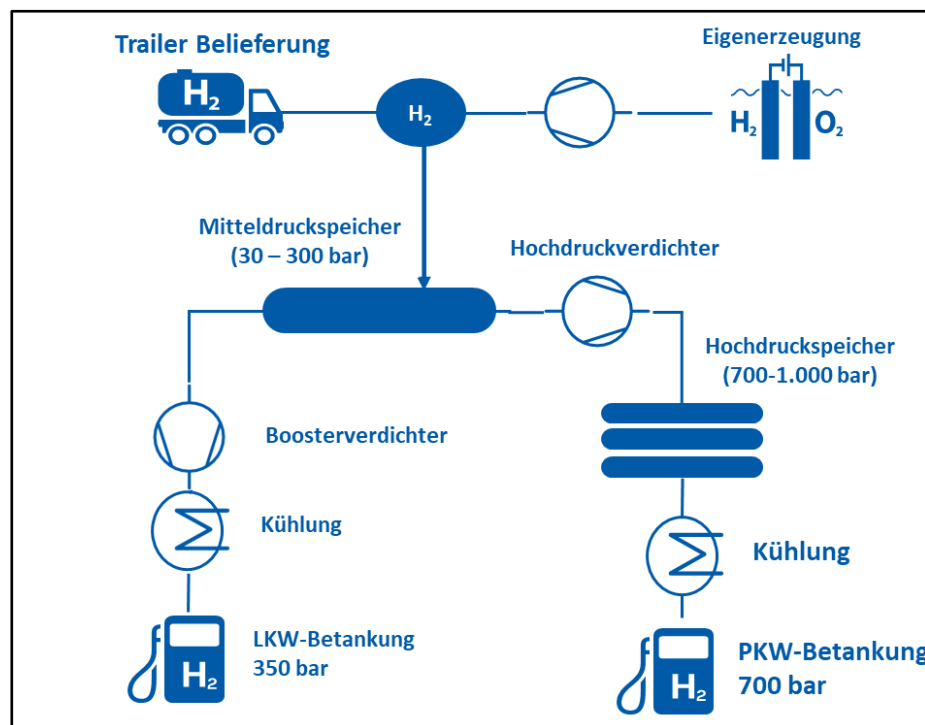 Trailer Belieferung
Eigenerzeugung
H₂
H₂
H₂
O₂
Mitteldruckspeicher
(30 – 300 bar)
Hochdruckverdichter
Hochdruckspeicher
(700-1.000 bar)
Boosterverdichter
Kühlung
Kühlung
LKW-Betankung
350 bar
H₂
PKW-Betankung
700 bar
H₂